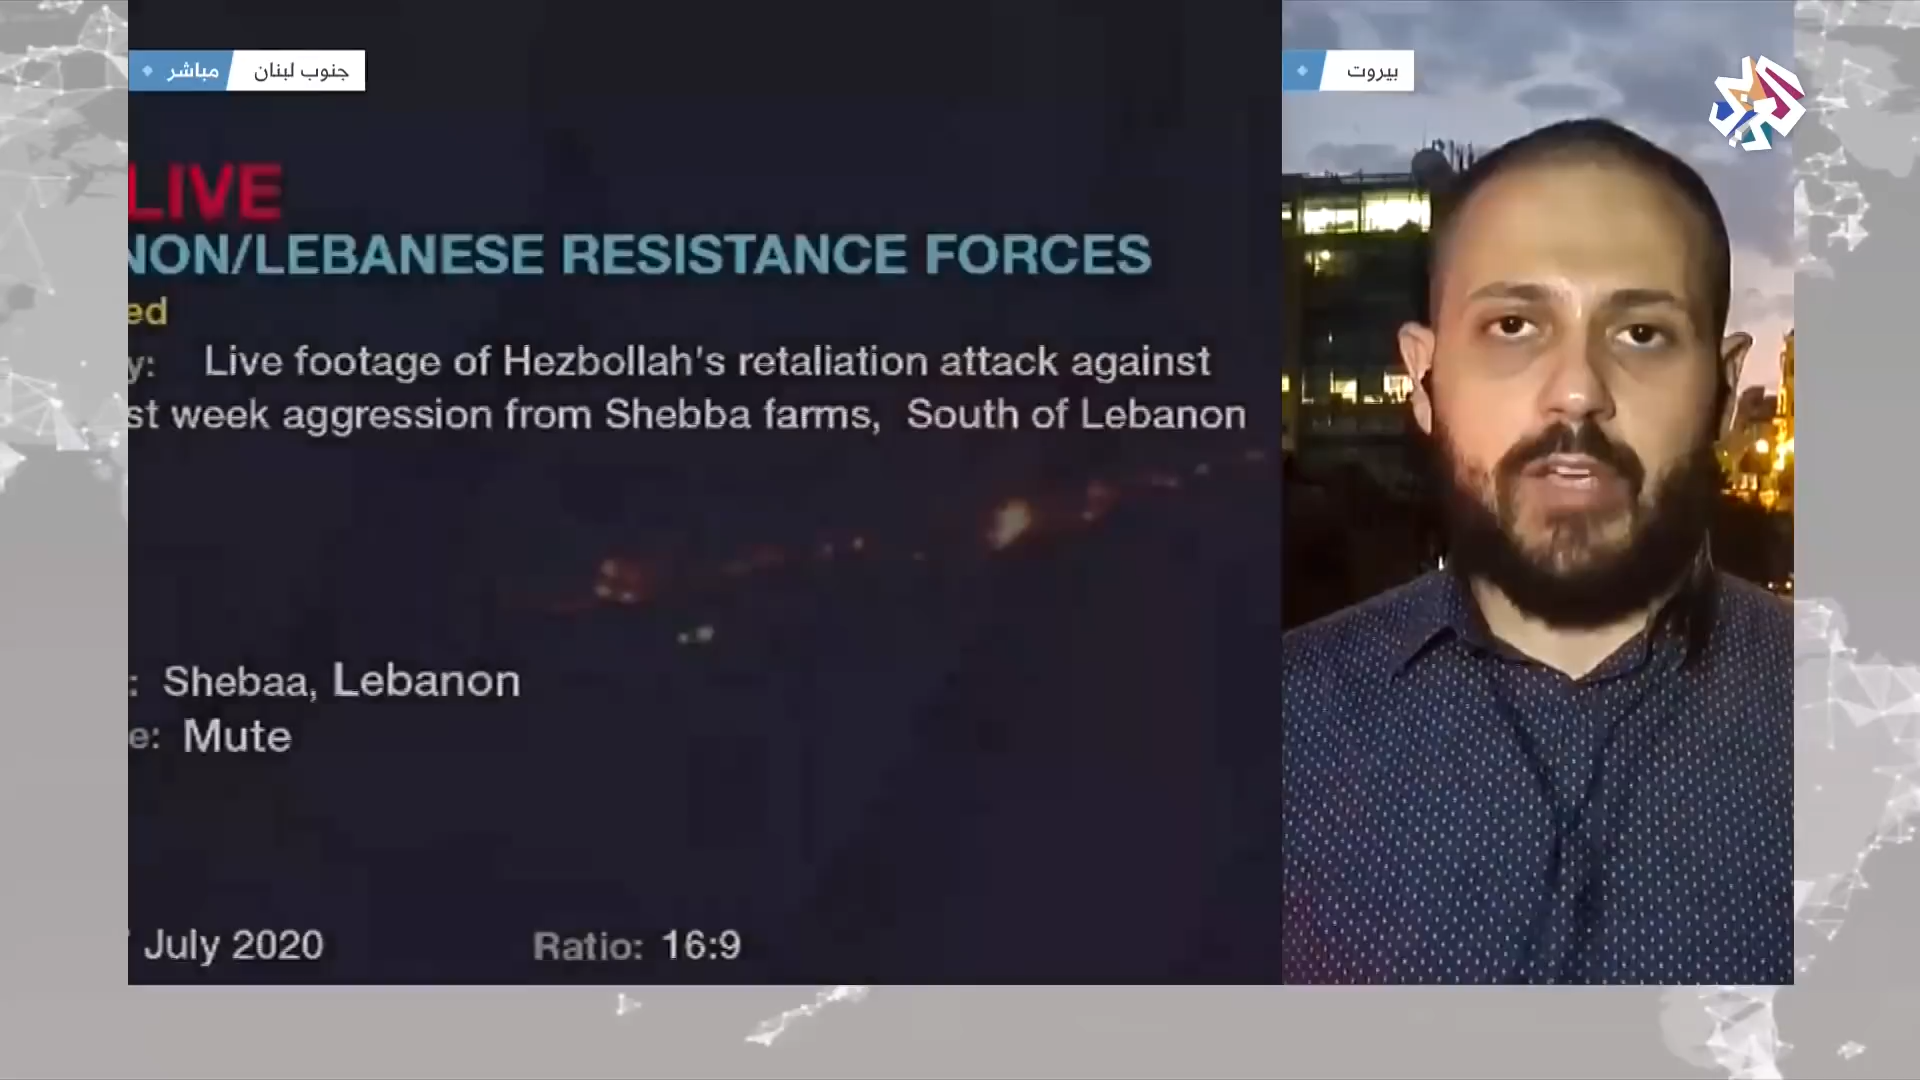 جنوب لبنان
مباشر
بيروت
LIVE
NON/LEBANESE RESISTANCE FORCES
ed
y: Live footage of Hezbollah's retaliation attack against
st week aggression from Shebba farms, South of Lebanon
: Shebaa, Lebanon
e: Mute
July 2020 Ratio: 16:9